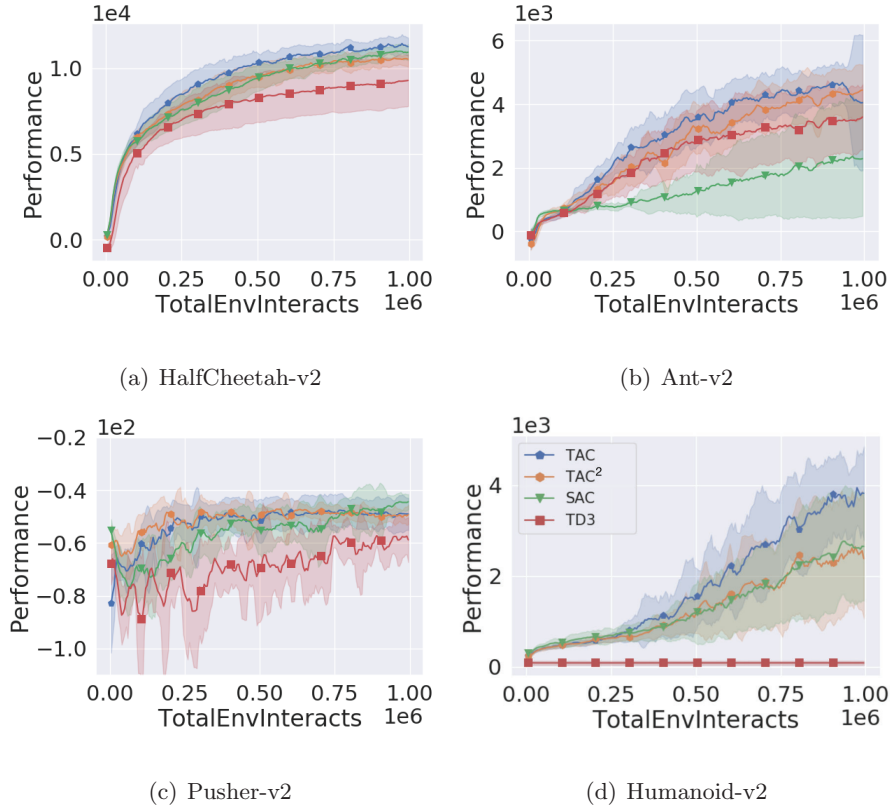 1e4
Performance
1.0
0.5
0.0
0.00 0.25 0.50 0.75 1.00
TotalEnvInteracts 1e6
(a) HalfCheetah-v2
1e3
Performance
6
4
2
0
0.00 0.25 0.50 0.75 1.00
TotalEnvInteracts 1e6
(b) Ant-v2
1e2
Performance
−0.2
−0.4
−0.6
−0.8
−1.0
0.00 0.25 0.50 0.75 1.00
TotalEnvInteracts 1e6
(c) Pusher-v2
1e3
Performance
4
2
0
TAC
TAC²
SAC
TD3
0.00 0.25 0.50 0.75 1.00
TotalEnvInteracts 1e6
(d) Humanoid-v2